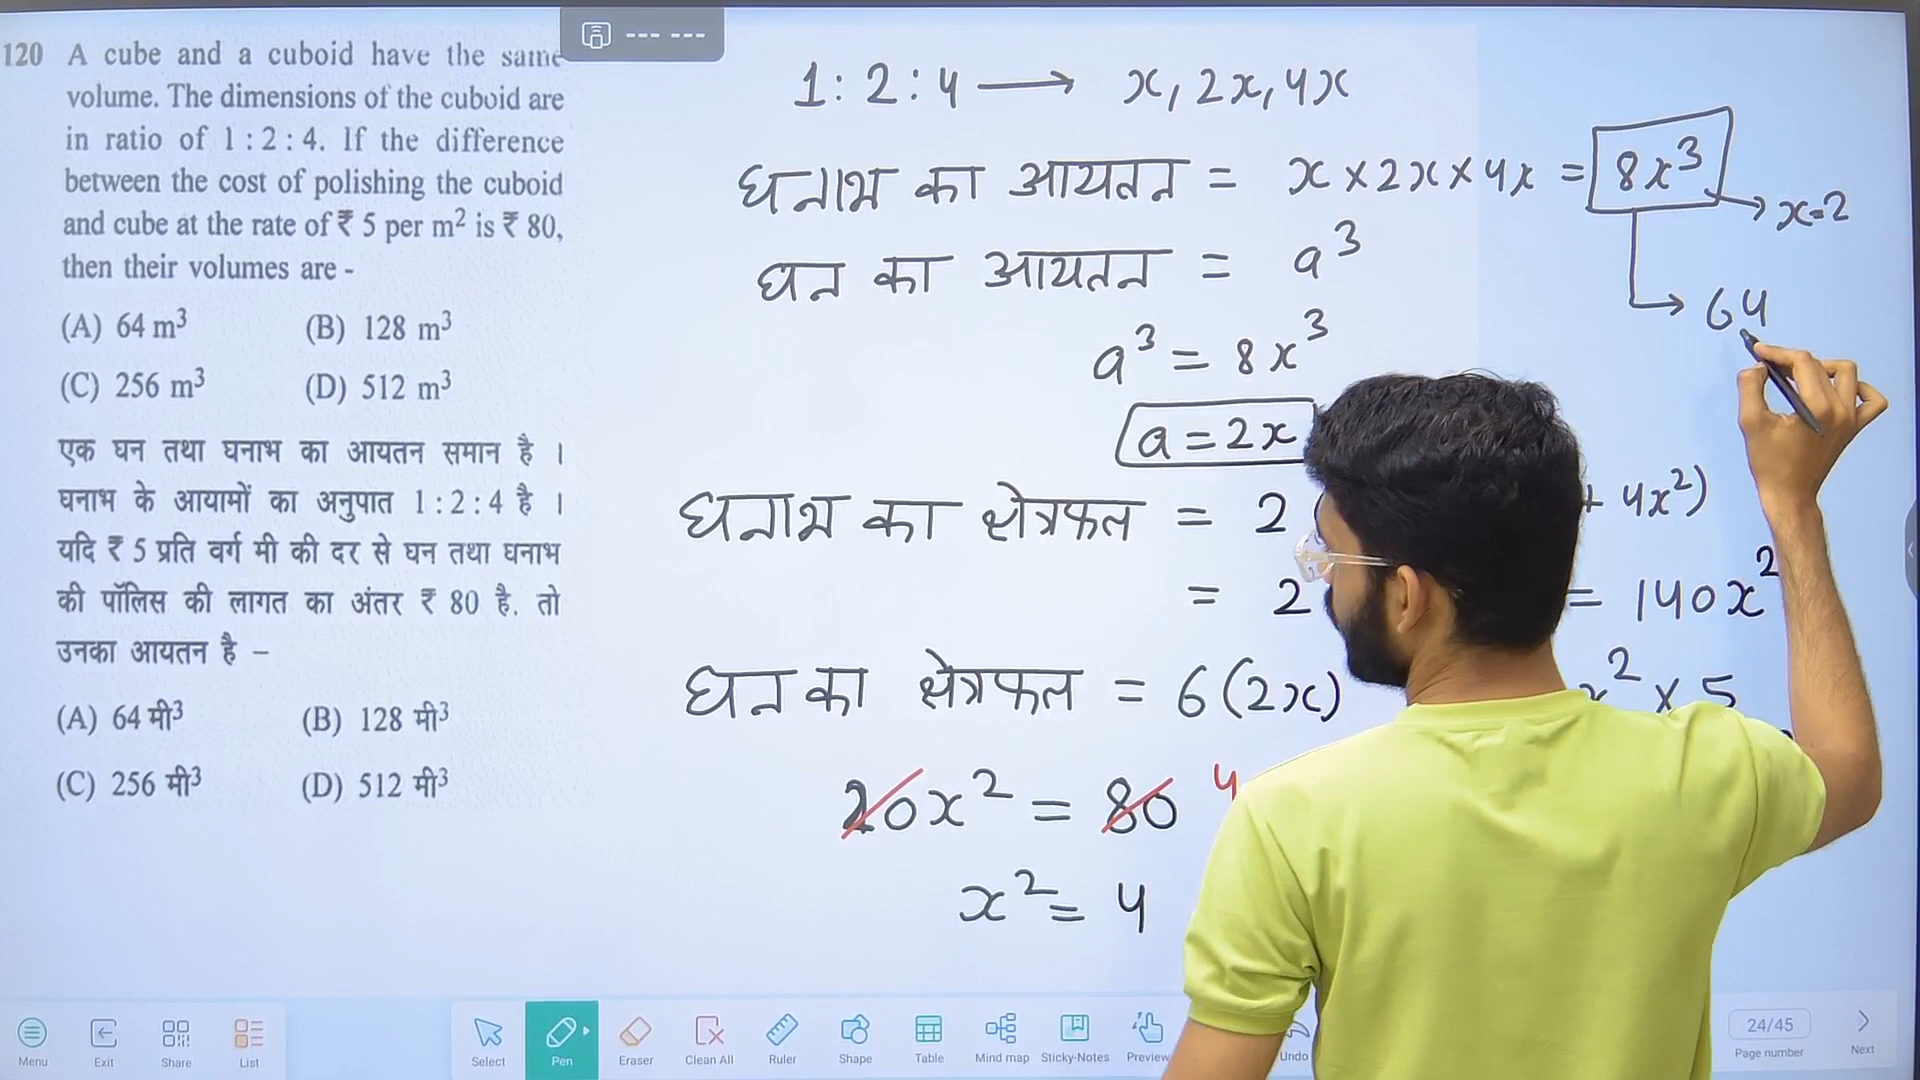 120 A cube and a cuboid have the same
volume. The dimensions of the cuboid are
in ratio of 1 : 2 : 4. If the difference
between the cost of polishing the cuboid
and cube at the rate of ₹ 5 per m² is ₹ 80,
then their volumes are -
(A) 64 m³ (B) 128 m³
(C) 256 m³ (D) 512 m³
एक घन तथा घनाभ का आयतन समान है ।
घनाभ के आयामों का अनुपात 1 : 2 : 4 है ।
यदि ₹ 5 प्रति वर्ग मी की दर से घन तथा घनाभ
की पॉलिस की लागत का अंतर ₹ 80 है. तो
उनका आयतन है –
(A) 64 मी³ (B) 128 मी³
(C) 256 मी³ (D) 512 मी³
1 : 2 : 4 ⟶ x, 2x, 4x
घनाभ का आयतन = x × 2x × 4x = 8x³
→ x=2
घन का आयतन = a³
→ 64
a³ = 8x³
a = 2x
घनाभ का क्षेत्रफल = 2 ( + 4x²)
= 2 = 140x²
घन का क्षेत्रफल = 6(2x) x² × 5
20x² = 80 4
x² = 4
Menu Exit Share List Select Pen Eraser Clean All Ruler Shape Table Mind map Sticky-Notes Preview Undo
24/45
Page number Next